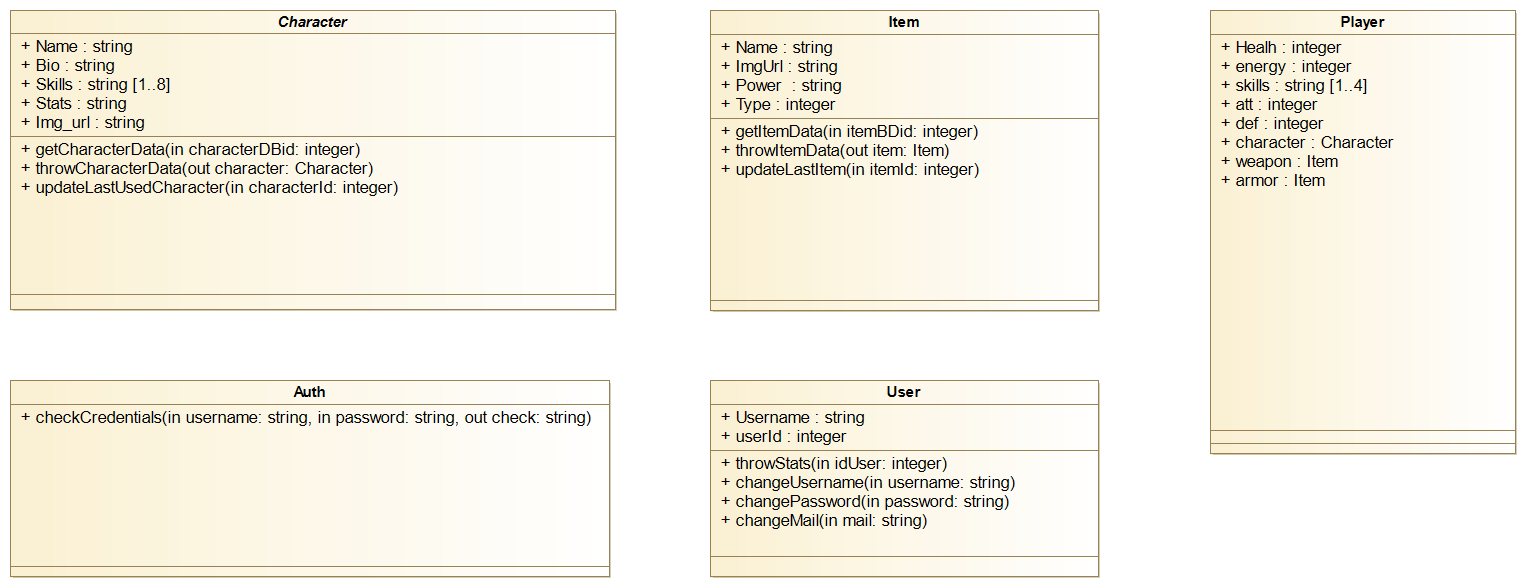 Character
+ Name : string
+ Bio : string
+ Skills : string [1..8]
+ Stats : string
+ Img_url : string
+ getCharacterData(in characterDBid: integer)
+ throwCharacterData(out character: Character)
+ updateLastUsedCharacter(in characterId: integer)
Item
+ Name : string
+ ImgUrl : string
+ Power : string
+ Type : integer
+ getItemData(in itemBDid: integer)
+ throwItemData(out item: Item)
+ updateLastItem(in itemId: integer)
Player
+ Healh : integer
+ energy : integer
+ skills : string [1..4]
+ att : integer
+ def : integer
+ character : Character
+ weapon : Item
+ armor : Item
Auth
+ checkCredentials(in username: string, in password: string, out check: string)
User
+ Username : string
+ userId : integer
+ throwStats(in idUser: integer)
+ changeUsername(in username: string)
+ changePassword(in password: string)
+ changeMail(in mail: string)